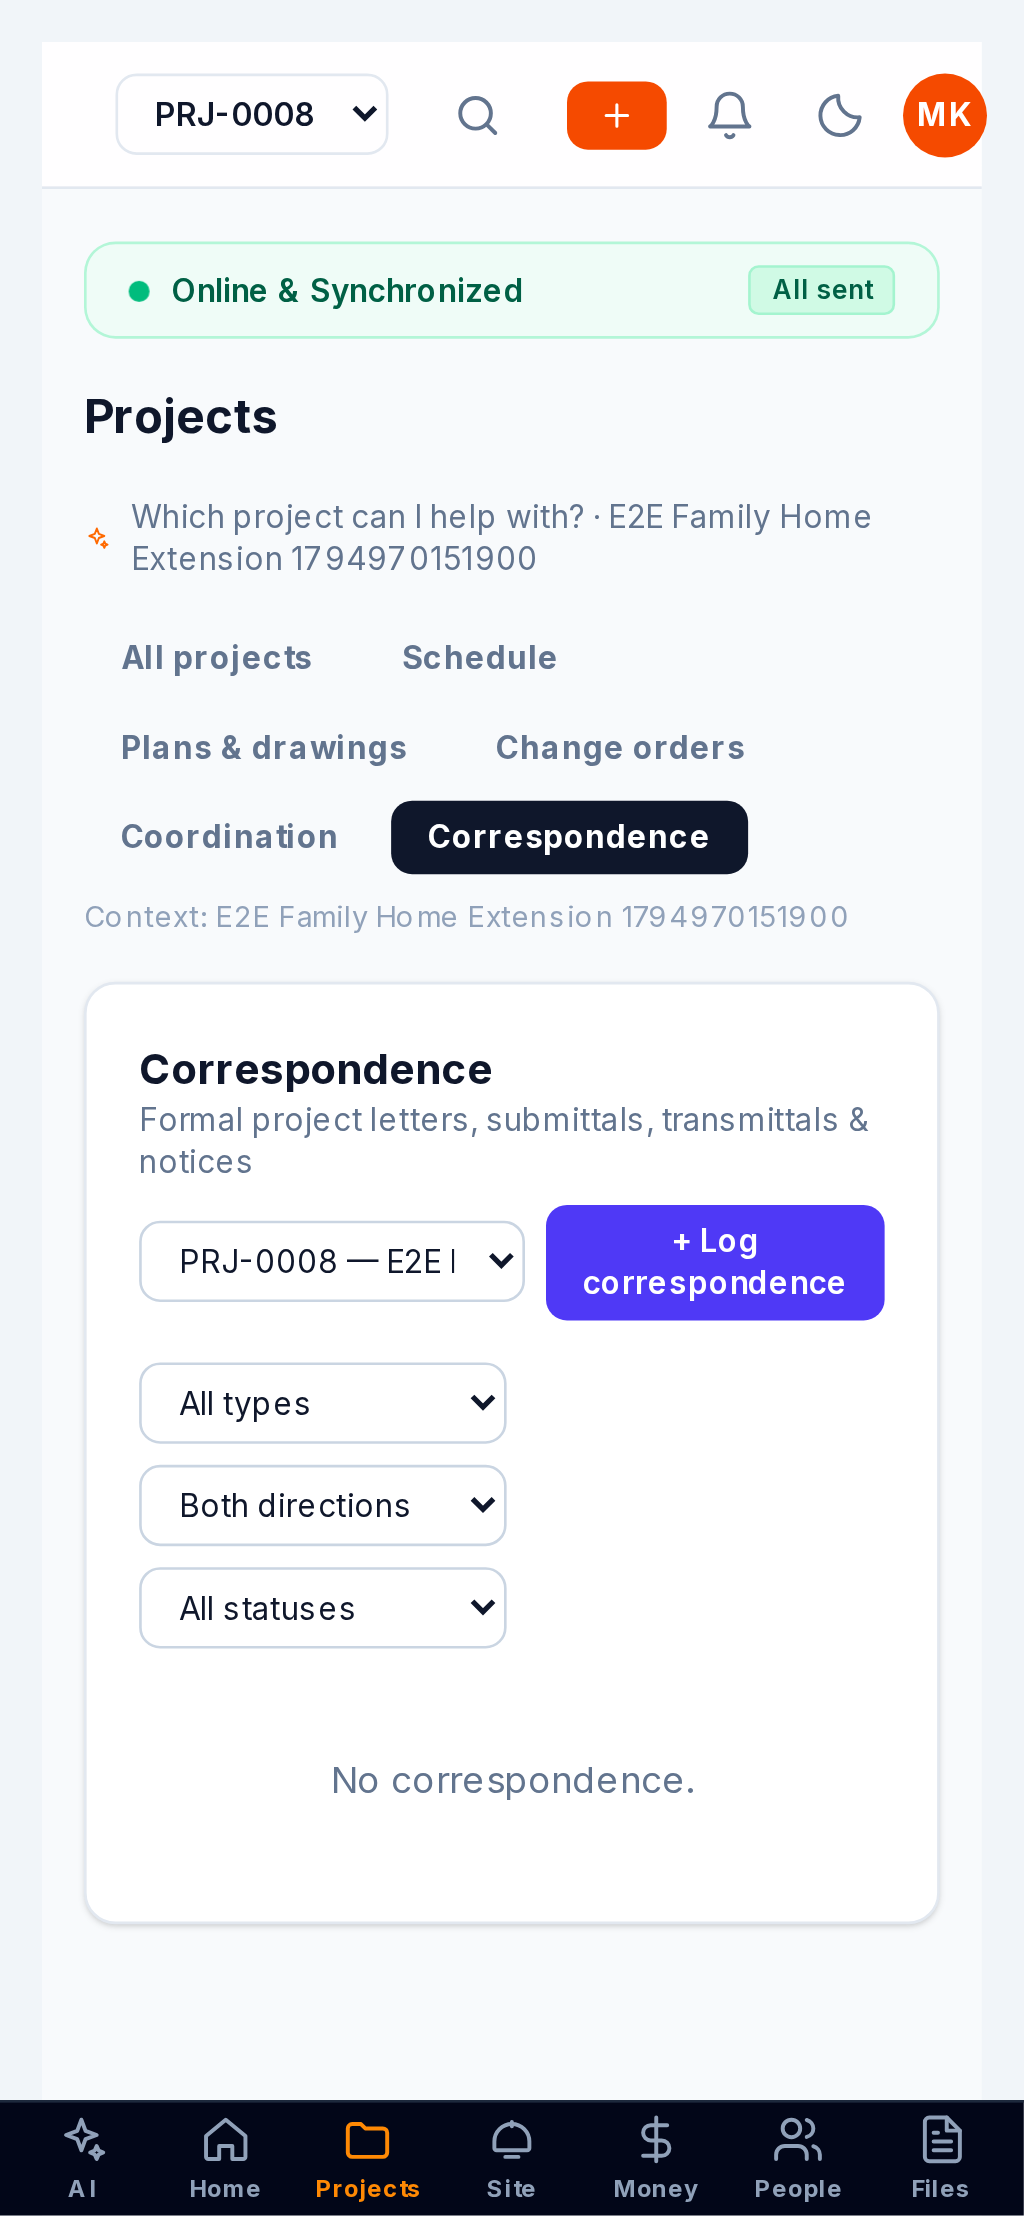 PRJ-0008
MK
Online & Synchronized
All sent
Projects
Which project can I help with? · E2E Family Home
Extension 1794970151900
All projects
Schedule
Plans & drawings
Change orders
Coordination
Correspondence
Context: E2E Family Home Extension 1794970151900
Correspondence
Formal project letters, submittals, transmittals &
notices
PRJ-0008 — E2E
+ Log
correspondence
All types
Both directions
All statuses
No correspondence.
AI
Home
Projects
Site
Money
People
Files